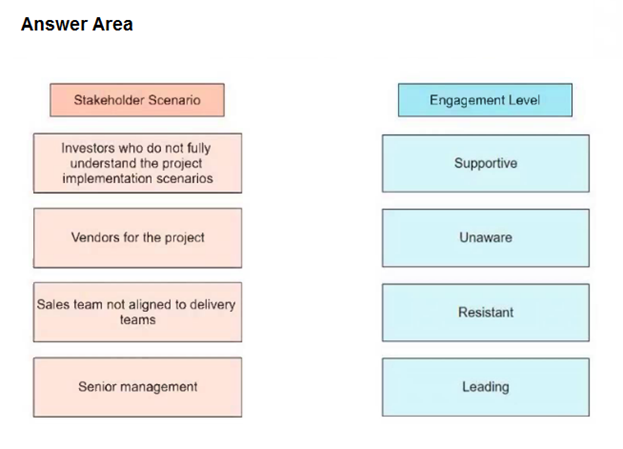 Answer Area
Stakeholder Scenario
Engagement Level
Investors who do not fully
understand the project
implementation scenarios
Supportive
Vendors for the project
Unaware
Sales team not aligned to delivery
teams
Resistant
Senior management
Leading